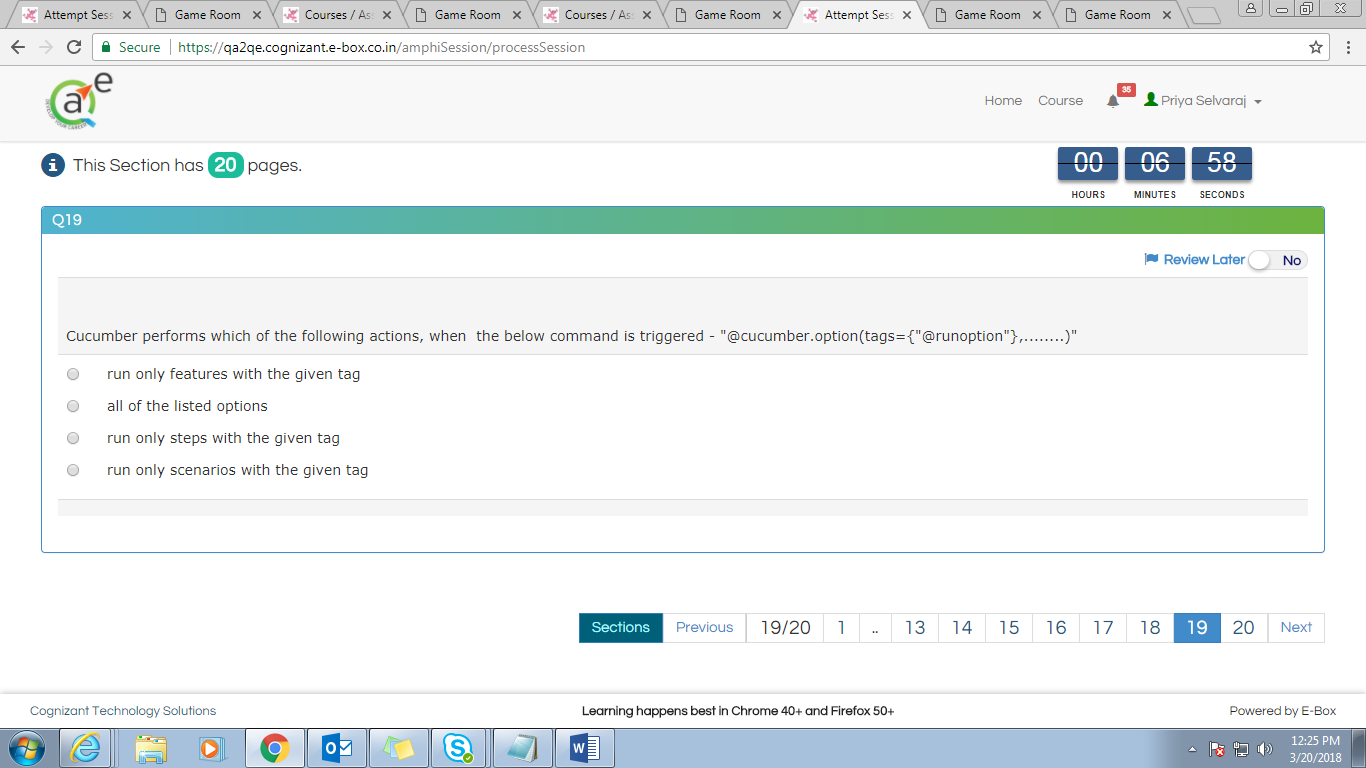 Attempt Sess Game Room Courses / As Game Room Courses / As Game Room Attempt Sess Game Room Game Room
Secure https://qa2qe.cognizant.e-box.co.in/amphiSession/processSession
a e
Home Course 35 Priya Selvaraj
This Section has 20 pages.
00 06 58
HOURS MINUTES SECONDS
Q19
Review Later No
Cucumber performs which of the following actions, when the below command is triggered - "@cucumber.option(tags={"@runoption"},........)"
run only features with the given tag
all of the listed options
run only steps with the given tag
run only scenarios with the given tag
Sections Previous 19/20 1 .. 13 14 15 16 17 18 19 20 Next
Cognizant Technology Solutions Learning happens best in Chrome 40+ and Firefox 50+ Powered by E-Box
12:25 PM
3/20/2018